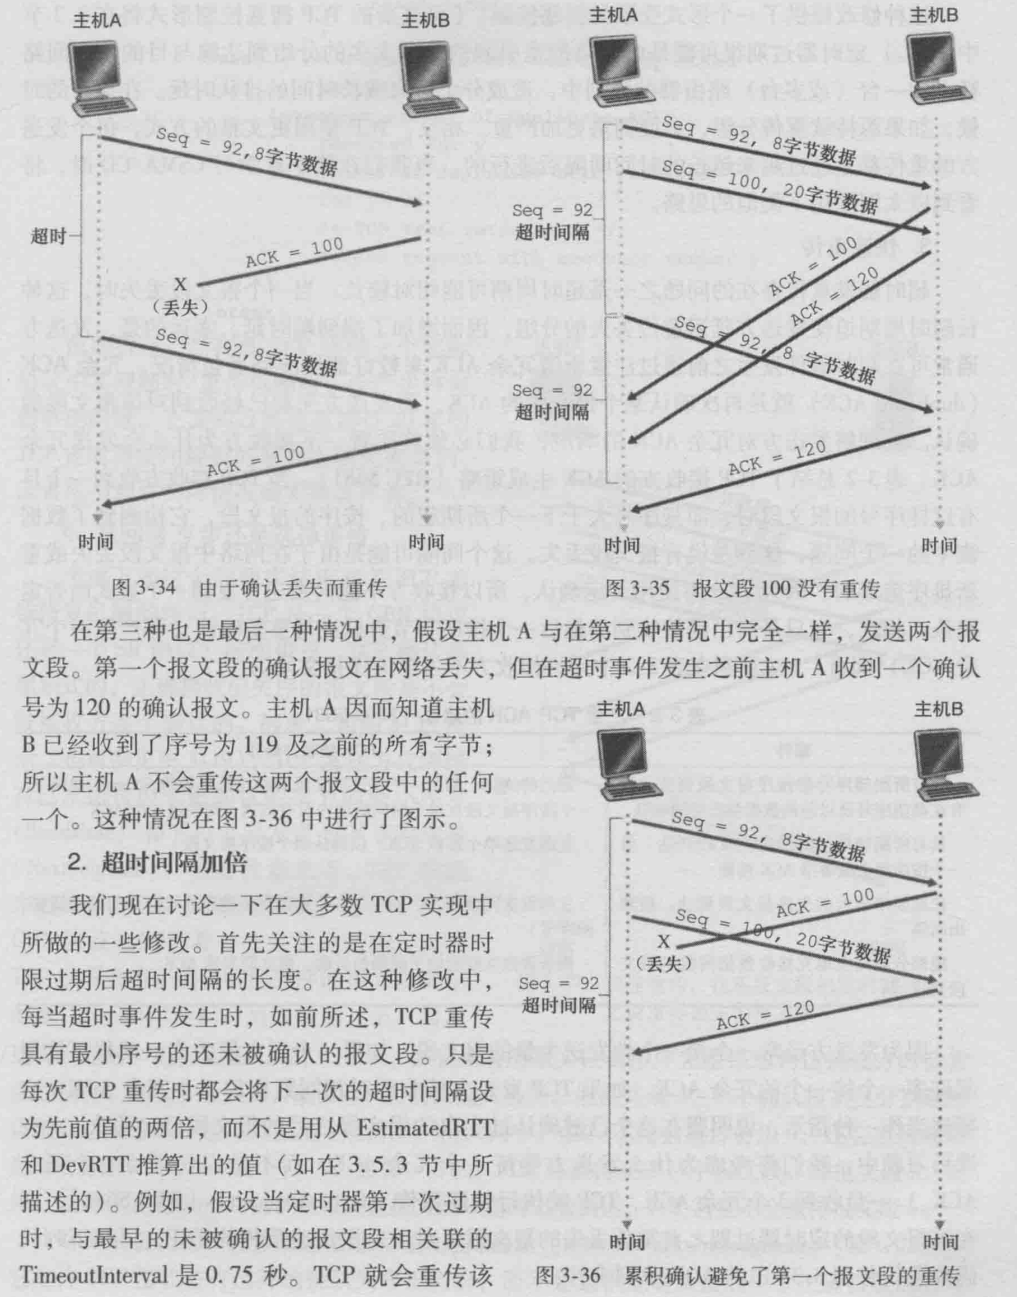 主机A
主机B
Seq = 92,8字节数据
超时
ACK = 100
X
(丢失)
Seq = 92,8字节数据
ACK = 100
时间
时间
图 3-34 由于确认丢失而重传
主机A
主机B
Seq = 92, 8字节数据
Seq = 100, 20字节数据
Seq = 92
超时间隔
ACK = 100
ACK = 120
Seq = 92, 8 字节数据
Seq = 92
超时间隔
ACK = 120
时间
时间
图 3-35 报文段 100 没有重传
在第三种也是最后一种情况中，假设主机 A 与在第二种情况中完全一样，发送两个报
文段。第一个报文段的确认报文在网络丢失，但在超时事件发生之前主机 A 收到一个确认
号为 120 的确认报文。主机 A 因而知道主机
B 已经收到了序号为 119 及之前的所有字节；
所以主机 A 不会重传这两个报文段中的任何
一个。这种情况在图 3-36 中进行了图示。
2. 超时间隔加倍
我们现在讨论一下在大多数 TCP 实现中
所做的一些修改。首先关注的是在定时器时
限过期后超时间隔的长度。在这种修改中，
每当超时事件发生时，如前所述，TCP 重传
具有最小序号的还未被确认的报文段。只是
每次 TCP 重传时都会将下一次的超时间隔设
为先前值的两倍，而不是用从 EstimatedRTT
和 DevRTT 推算出的值（如在 3.5.3 节中所
描述的）。例如，假设当定时器第一次过期
时，与最早的未被确认的报文段相关联的
TimeoutInterval 是 0.75 秒。TCP 就会重传该
主机A
主机B
Seq = 92, 8字节数据
ACK = 100
Seq = 100, 20字节数据
X
(丢失)
Seq = 92
超时间隔
ACK = 120
时间
时间
图 3-36 累积确认避免了第一个报文段的重传